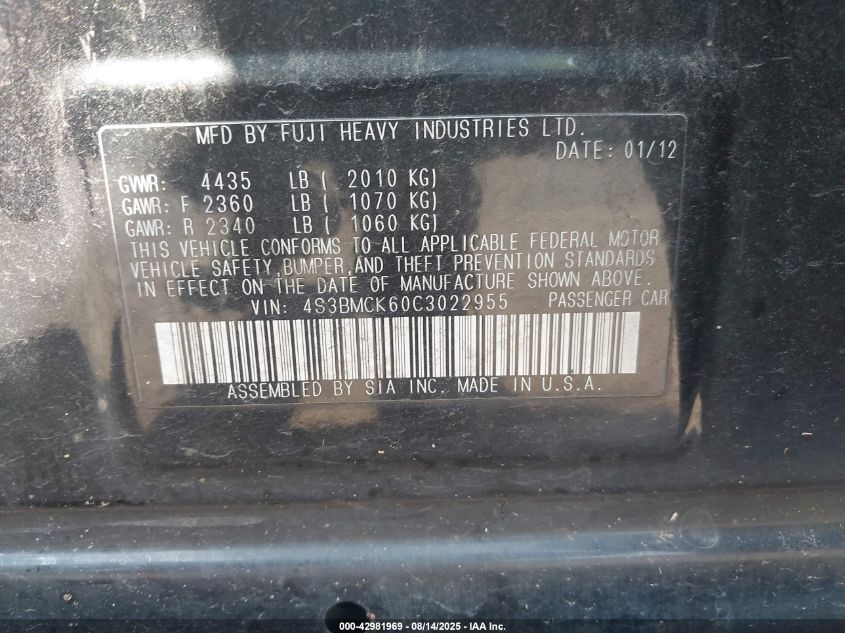 MFD BY FUJI HEAVY INDUSTRIES LTD.
DATE: 01/12
GVWR: 4435 LB ( 2010 KG)
GAWR: F 2360 LB ( 1070 KG)
GAWR: R 2340 LB ( 1060 KG)
THIS VEHICLE CONFORMS TO ALL APPLICABLE FEDERAL MOTOR
VEHICLE SAFETY,BUMPER,AND THEFT PREVENTION STANDARDS
IN EFFECT ON THE DATE OF MANUFACTURE SHOWN ABOVE.
VIN: 4S3BMCK60C3022955 PASSENGER CAR
ASSEMBLED BY SIA INC. MADE IN U.S.A.
000-42981969 - 08/14/2025 - IAA Inc.